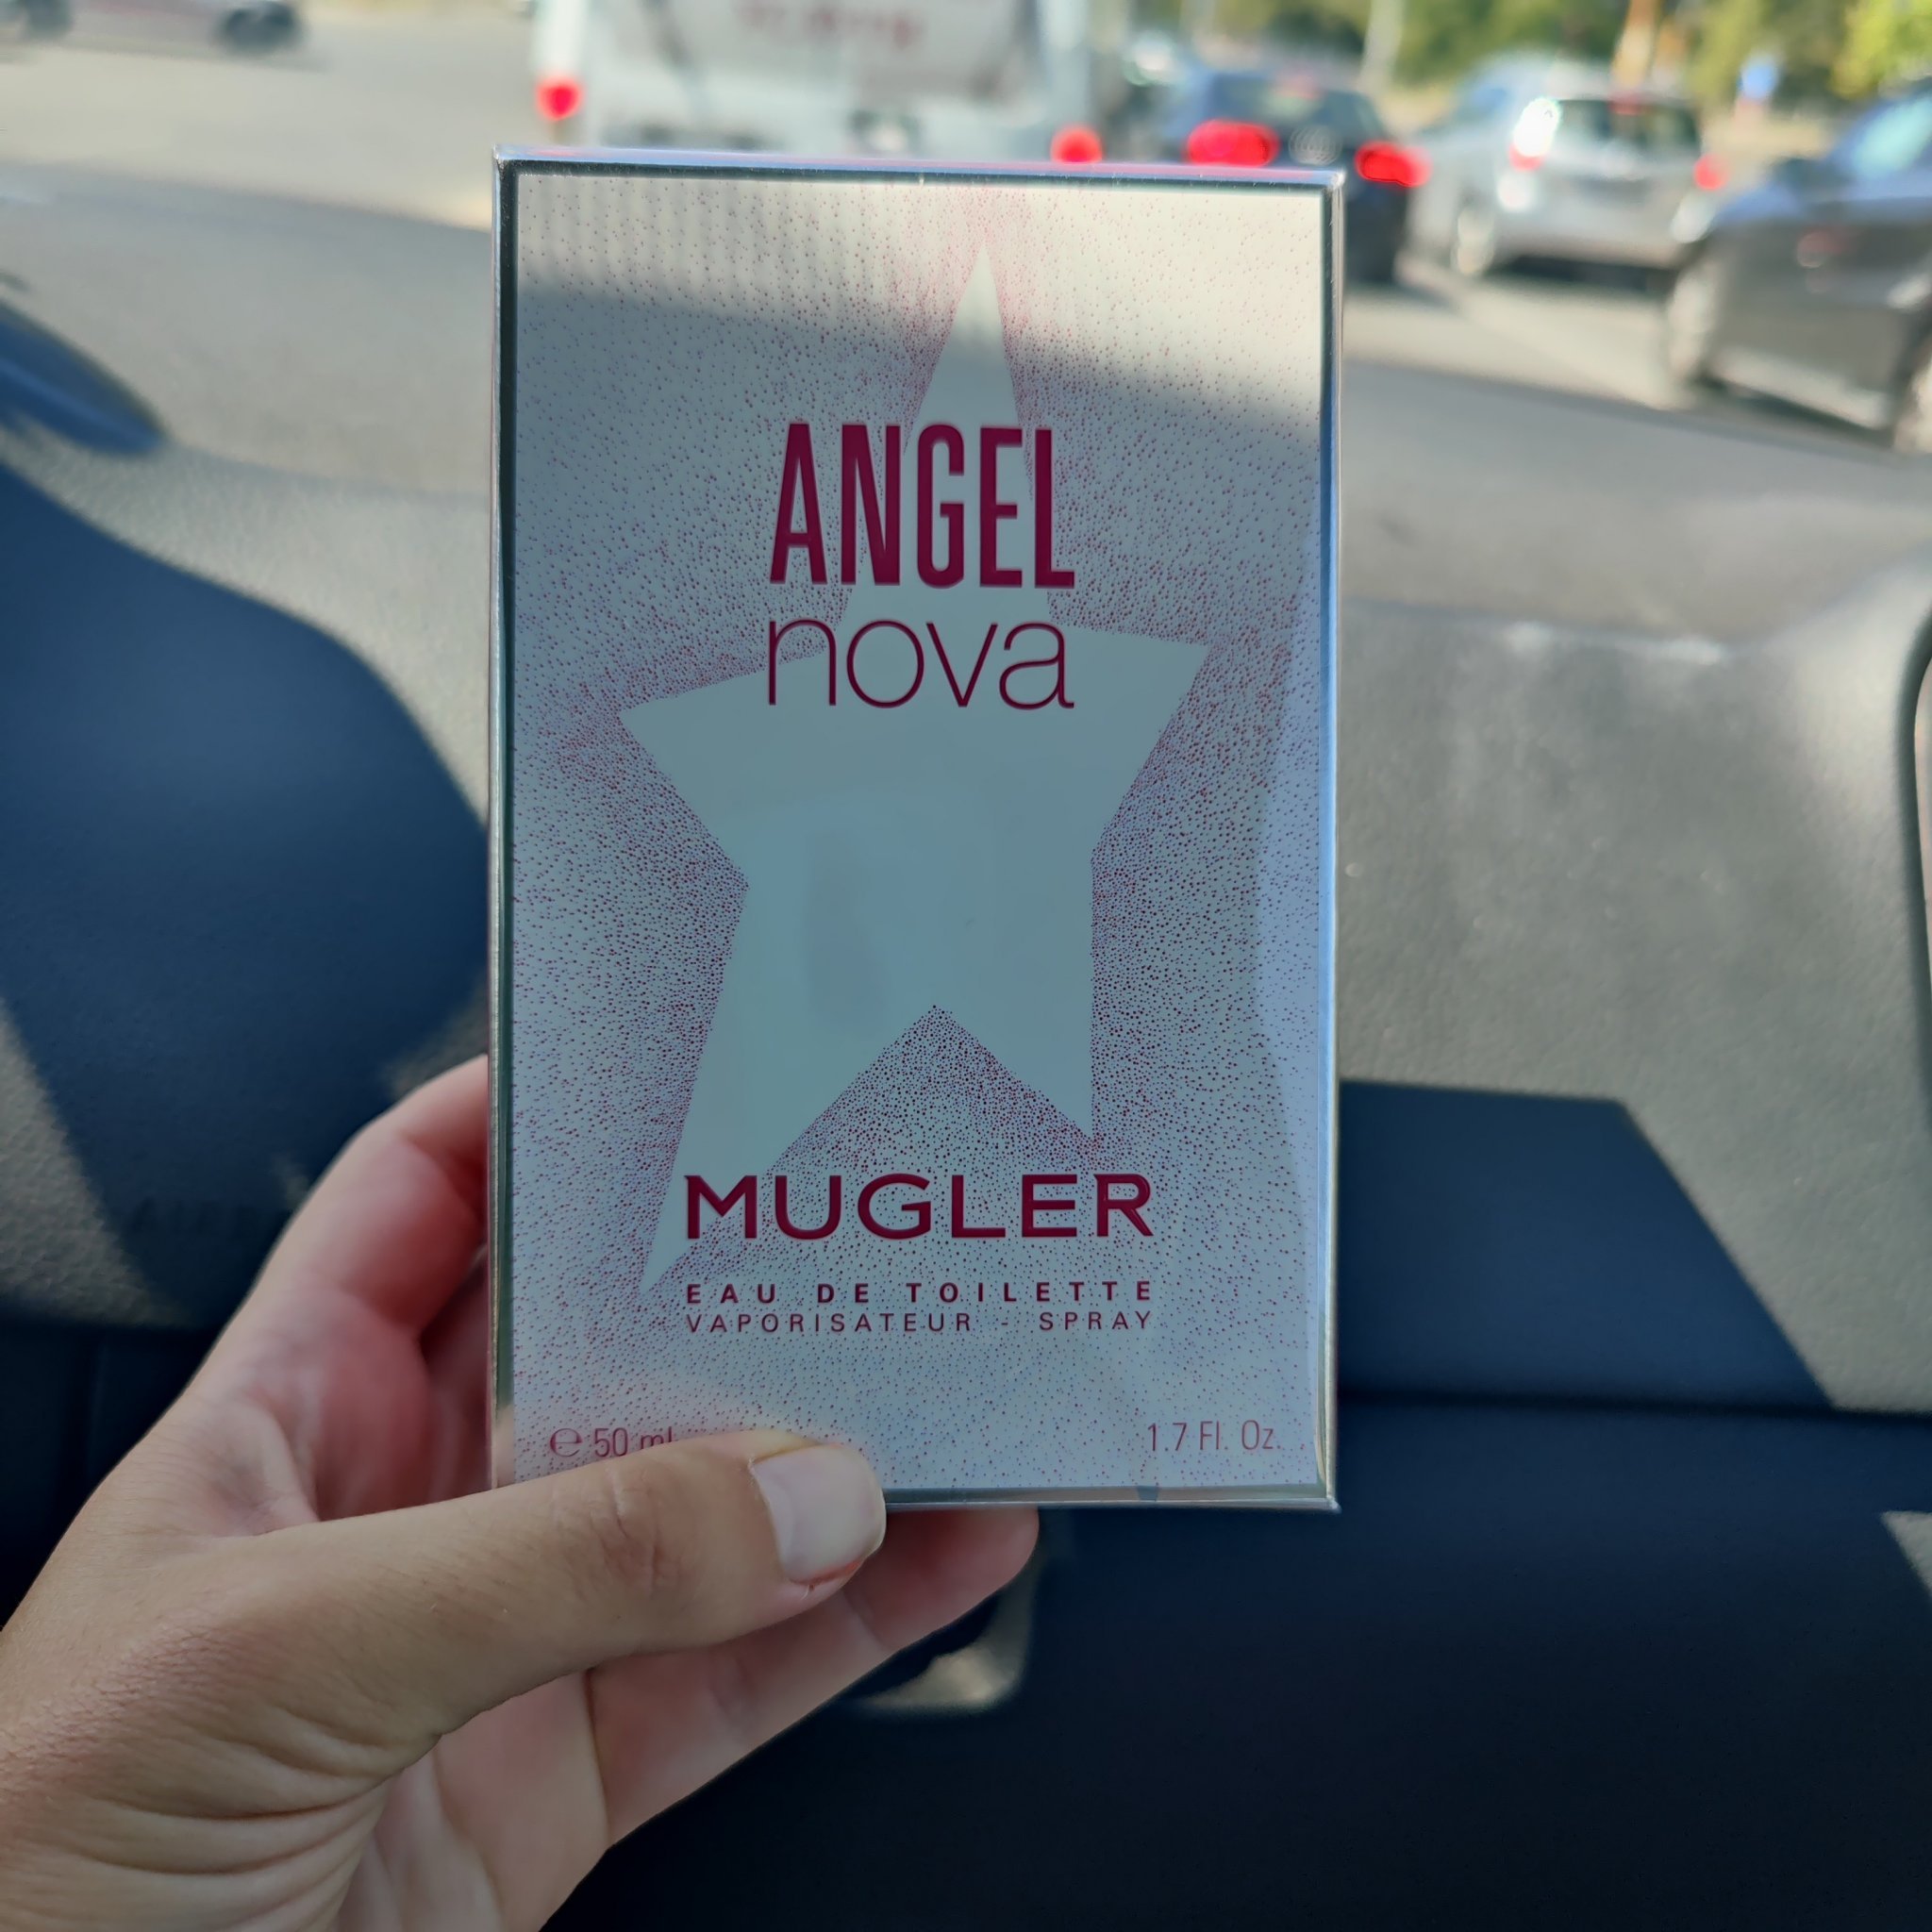 ANGEL
nova
MUGLER
EAU DE TOILETTE
VAPORISATEUR - SPRAY
℮ 50 ml 1.7 Fl. Oz.